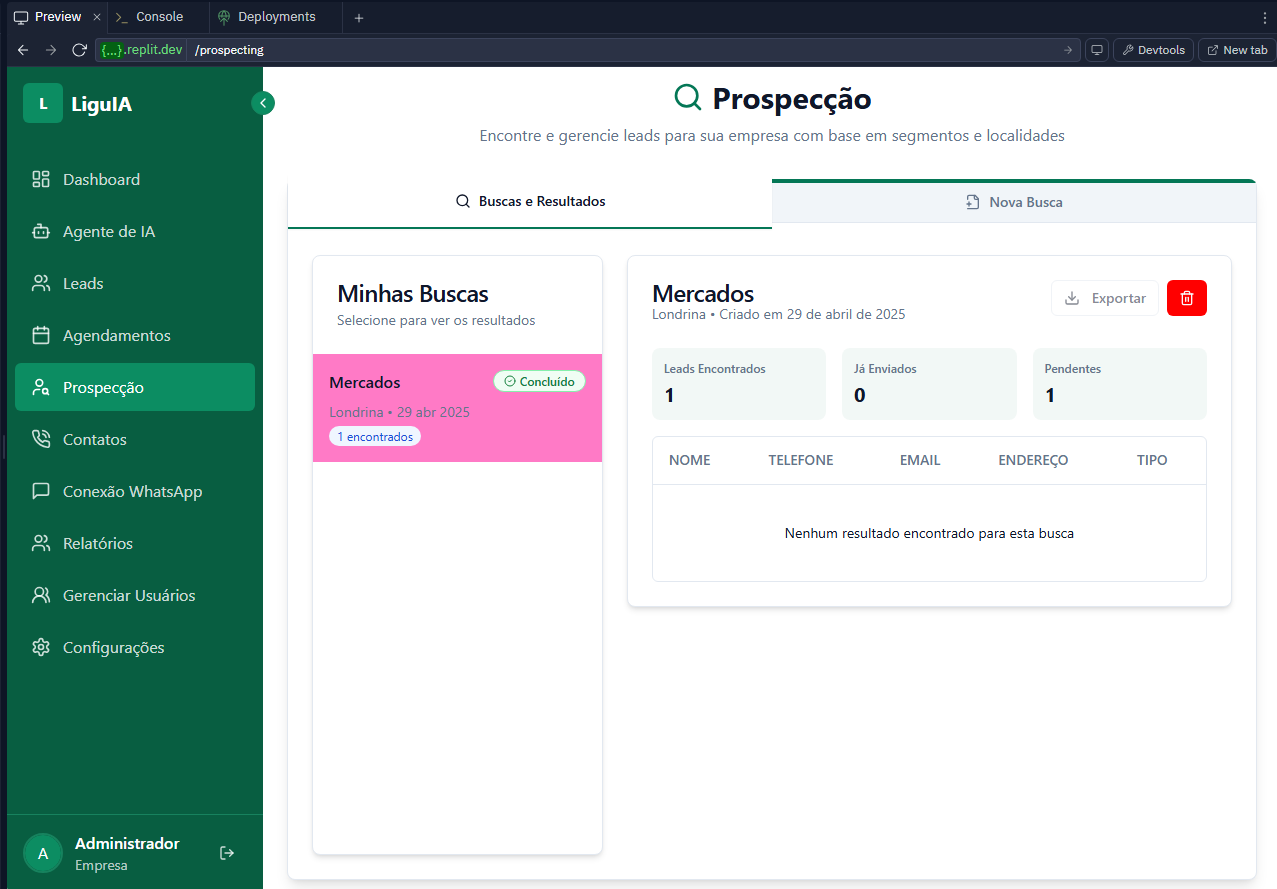 Preview
Console
Deployments
{...}.replit.dev /prospecting
Devtools
New tab
L LiguIA
Dashboard
Agente de IA
Leads
Agendamentos
Prospecção
Contatos
Conexão WhatsApp
Relatórios
Gerenciar Usuários
Configurações
A
Administrador
Empresa
Prospecção
Encontre e gerencie leads para sua empresa com base em segmentos e localidades
Buscas e Resultados
Nova Busca
Minhas Buscas
Selecione para ver os resultados
Mercados Concluído
Londrina • 29 abr 2025
1 encontrados
Mercados
Londrina • Criado em 29 de abril de 2025
Exportar
Leads Encontrados
1
Já Enviados
0
Pendentes
1
NOME TELEFONE EMAIL ENDEREÇO TIPO
Nenhum resultado encontrado para esta busca